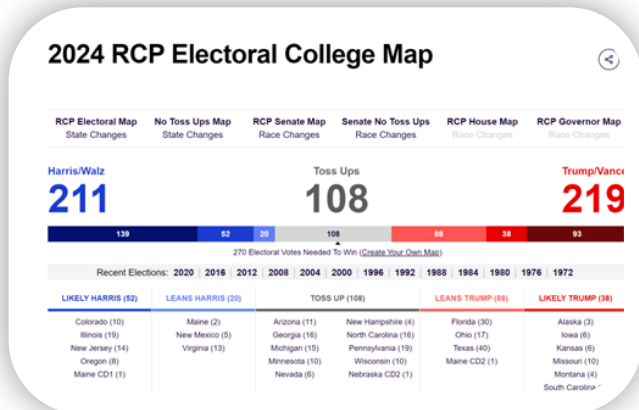 2024 RCP Electoral College Map
RCP Electoral Map No Toss Ups Map RCP Senate Map Senate No Toss Ups RCP House Map RCP Governor Map
State Changes State Changes Race Changes Race Changes Race Changes Race Changes
Harris/Walz Toss Ups Trump/Vance
211 108 219
139 52 20 108 88 38 93
270 Electoral Votes Needed To Win (Create Your Own Map)
Recent Elections: 2020 | 2016 | 2012 | 2008 | 2004 | 2000 | 1996 | 1992 | 1988 | 1984 | 1980 | 1976 | 1972
LIKELY HARRIS (52) LEANS HARRIS (20) TOSS UP (108) LEANS TRUMP (88) LIKELY TRUMP (38)
Colorado (10) Maine (2) Arizona (11) New Hampshire (4) Florida (30) Alaska (3)
Illinois (19) New Mexico (5) Georgia (16) North Carolina (16) Ohio (17) Iowa (6)
New Jersey (14) Virginia (13) Michigan (15) Pennsylvania (19) Texas (40) Kansas (6)
Oregon (8) Minnesota (10) Wisconsin (10) Maine CD2 (1) Missouri (10)
Maine CD1 (1) Nevada (6) Nebraska CD2 (1) Montana (4)
South Carolina